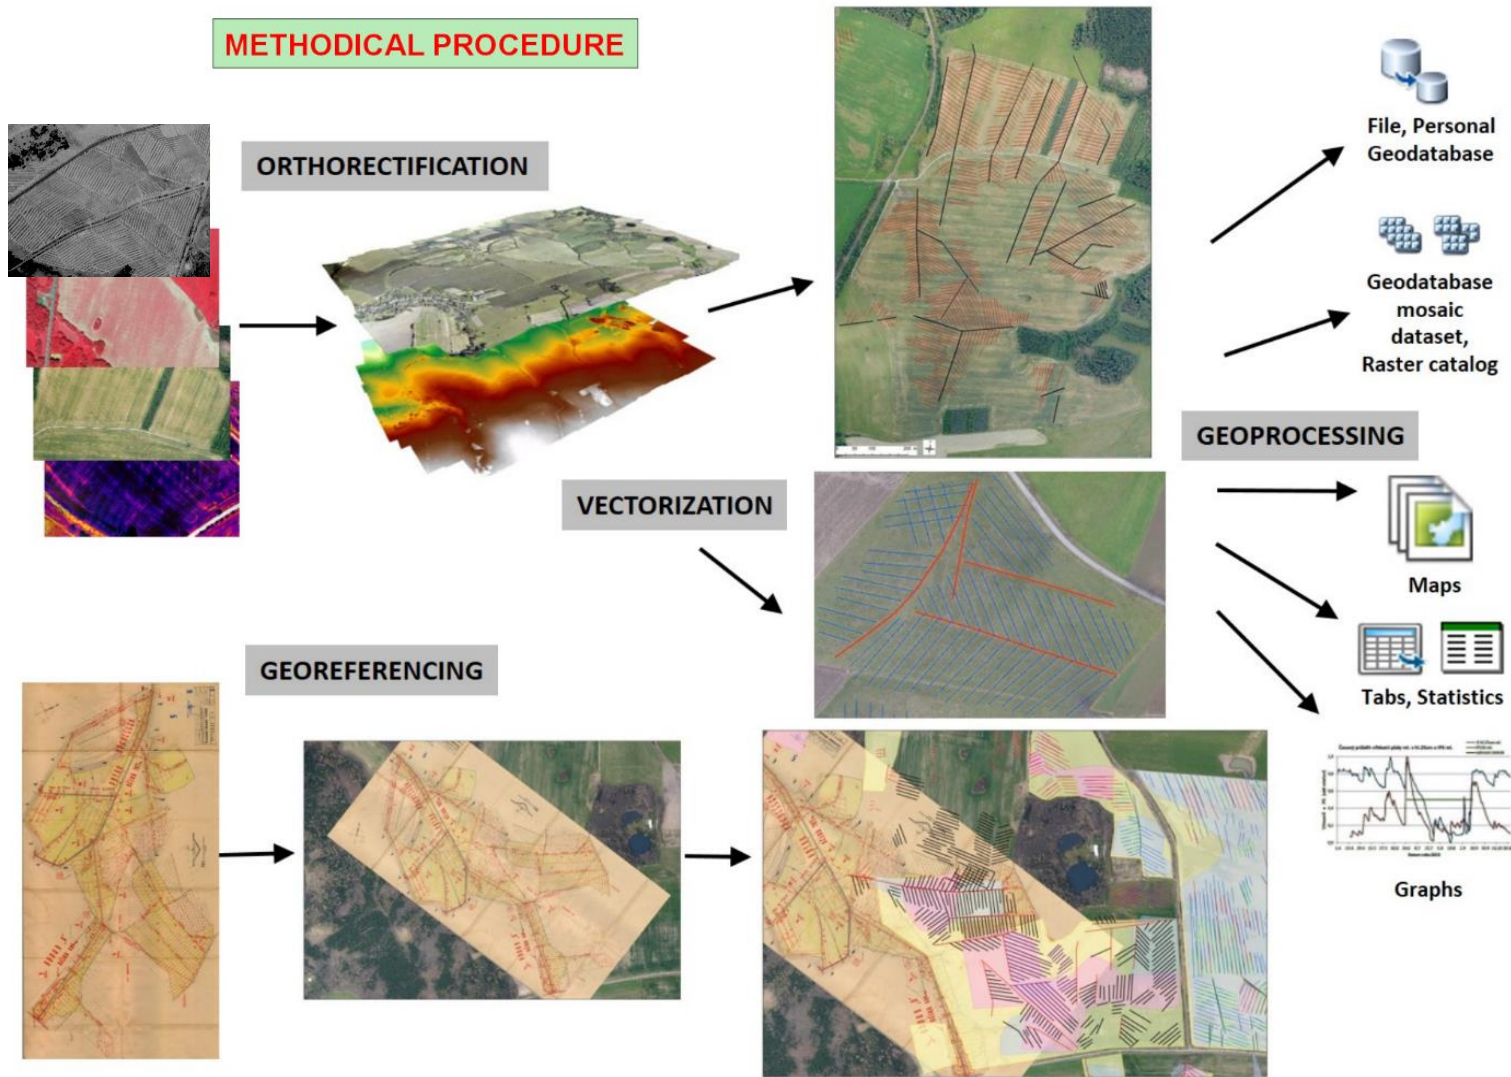 METHODICAL PROCEDURE
ORTHORECTIFICATION
File, Personal
Geodatabase
Geodatabase
mosaic
dataset,
Raster catalog
GEOPROCESSING
VECTORIZATION
Maps
GEOREFERENCING
Tabs, Statistics
Graphs